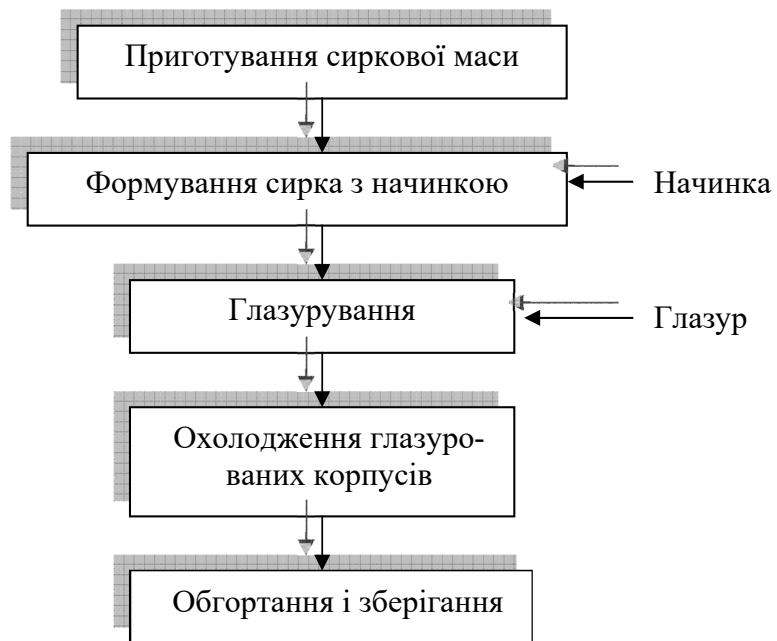 Приготування сиркової маси
Формування сирка з начинкою
Начинка
Глазурування
Глазур
Охолодження глазуро-
ваних корпусів
Обгортання і зберігання